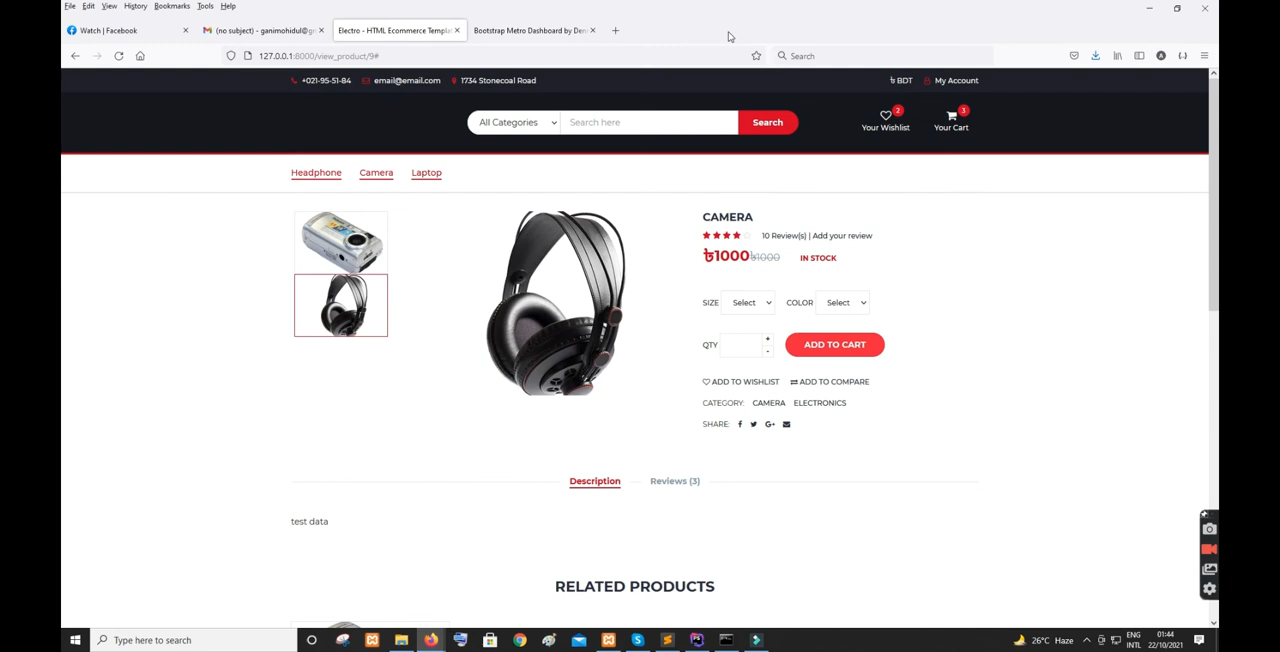 File Edit View History Bookmarks Tools Help
Watch | Facebook
(no subject) - ganimohidul@g
Electro - HTML Ecommerce Templat
Bootstrap Metro Dashboard by Den
127.0.0.1:8000/view_product/9#
Search
+021-95-51-84 email@email.com 1734 Stonecoal Road
৳ BDT My Account
All Categories Search here Search
2
Your Wishlist
3
Your Cart
Headphone Camera Laptop
CAMERA
10 Review(s) | Add your review
৳1000 ৳1000 IN STOCK
SIZE Select COLOR Select
QTY + - ADD TO CART
ADD TO WISHLIST ADD TO COMPARE
CATEGORY: CAMERA ELECTRONICS
SHARE:
Description Reviews (3)
test data
RELATED PRODUCTS
Type here to search
26°C Haze
ENG
INTL
01:44
22/10/2021